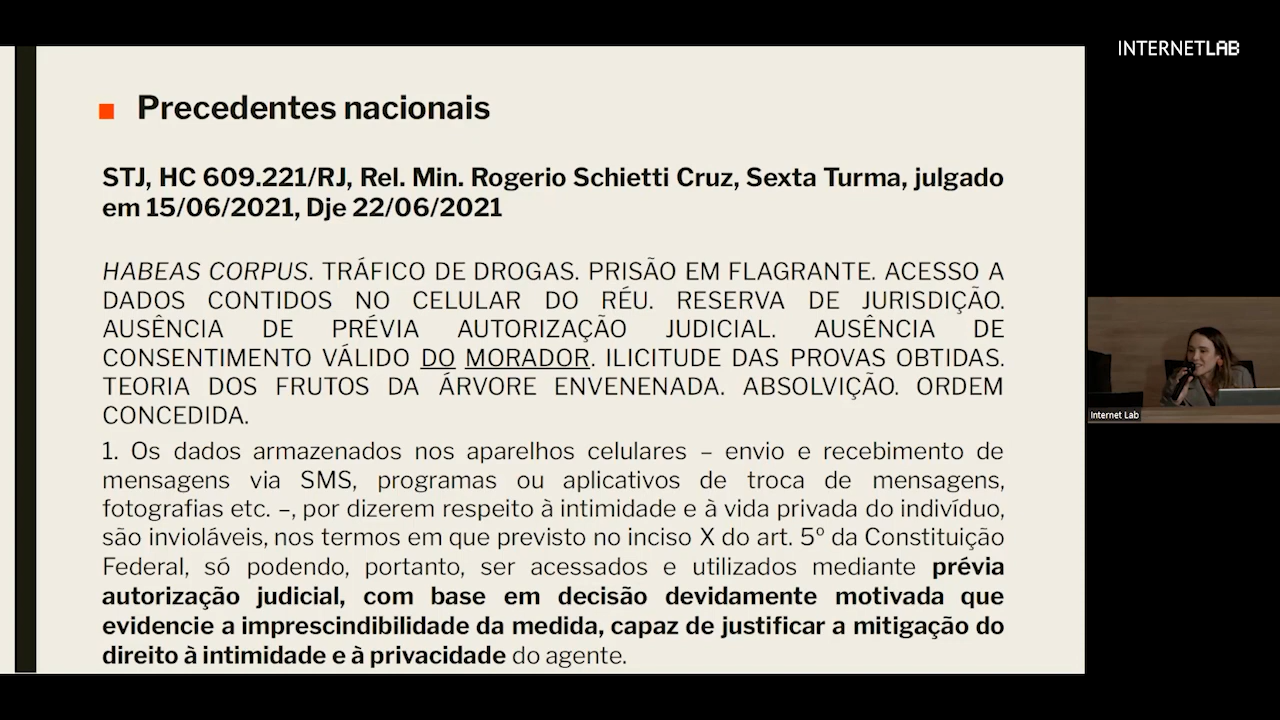 INTERNETLAB
Precedentes nacionais
STJ, HC 609.221/RJ, Rel. Min. Rogerio Schietti Cruz, Sexta Turma, julgado
em 15/06/2021, Dje 22/06/2021
HABEAS CORPUS. TRÁFICO DE DROGAS. PRISÃO EM FLAGRANTE. ACESSO A
DADOS CONTIDOS NO CELULAR DO RÉU. RESERVA DE JURISDIÇÃO.
AUSÊNCIA DE PRÉVIA AUTORIZAÇÃO JUDICIAL. AUSÊNCIA DE
CONSENTIMENTO VÁLIDO DO MORADOR. ILICITUDE DAS PROVAS OBTIDAS.
TEORIA DOS FRUTOS DA ÁRVORE ENVENENADA. ABSOLVIÇÃO. ORDEM
CONCEDIDA.
1. Os dados armazenados nos aparelhos celulares – envio e recebimento de
mensagens via SMS, programas ou aplicativos de troca de mensagens,
fotografias etc. –, por dizerem respeito à intimidade e à vida privada do indivíduo,
são invioláveis, nos termos em que previsto no inciso X do art. 5º da Constituição
Federal, só podendo, portanto, ser acessados e utilizados mediante prévia
autorização judicial, com base em decisão devidamente motivada que
evidencie a imprescindibilidade da medida, capaz de justificar a mitigação do
direito à intimidade e à privacidade do agente.
Internet Lab